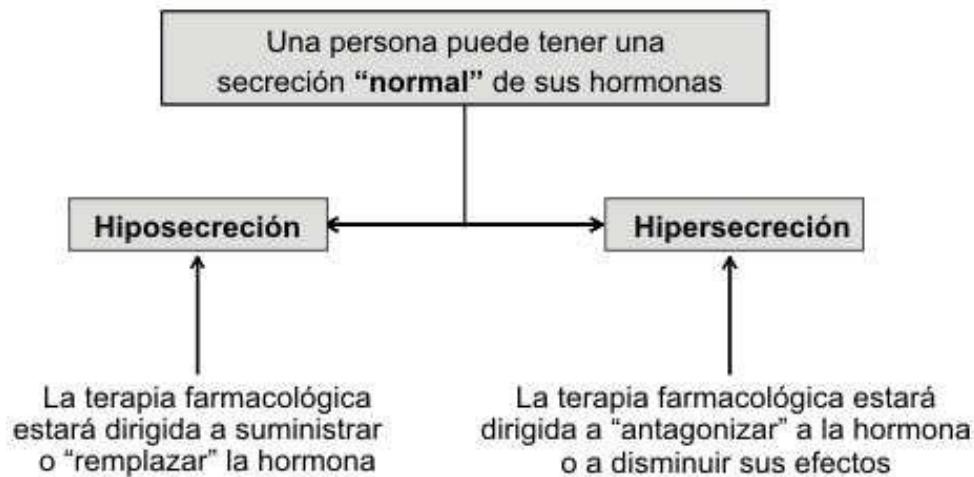 Una persona puede tener una
secreción “normal” de sus hormonas
Hiposecreción
Hipersecreción
La terapia farmacológica
estará dirigida a suministrar
o “remplazar” la hormona
La terapia farmacológica estará
dirigida a “antagonizar” a la hormona
o a disminuir sus efectos